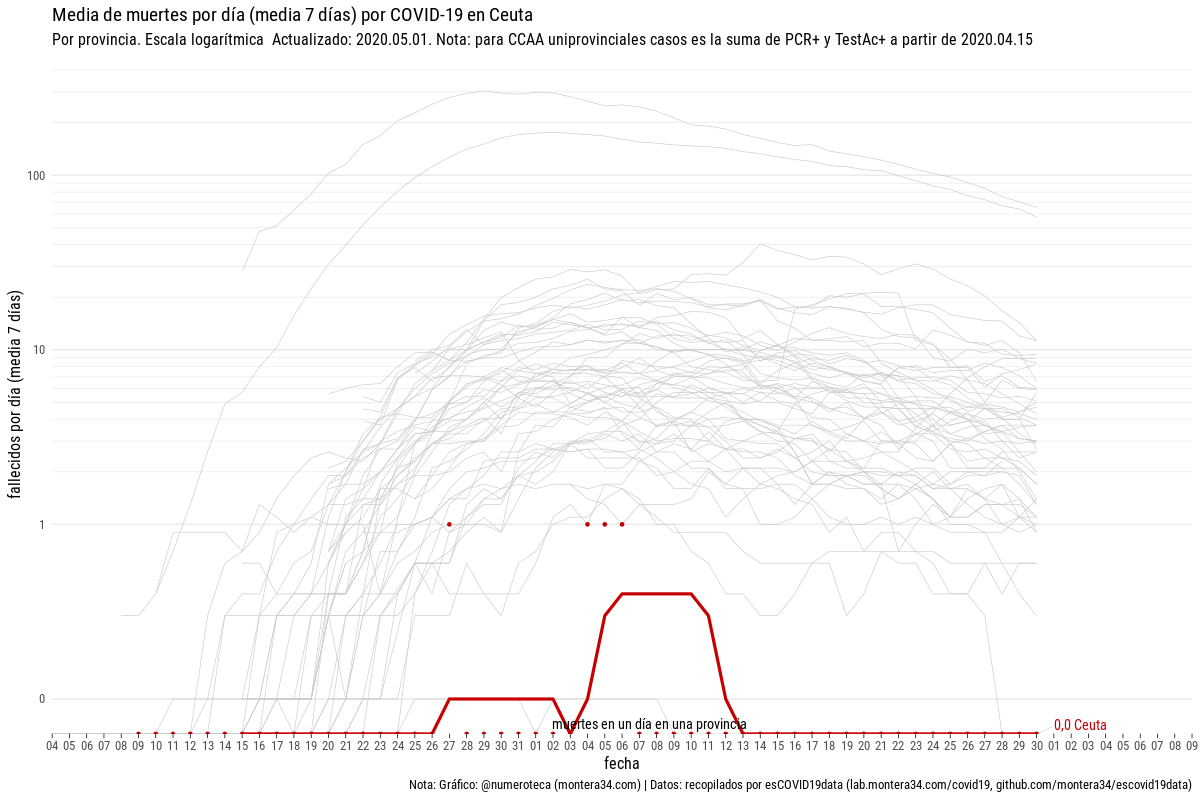 Media de muertes por día (media 7 días) por COVID-19 en Ceuta
Por provincia. Escala logarítmica  Actualizado: 2020.05.01. Nota: para CCAA uniprovinciales casos es la suma de PCR+ y TestAc+ a partir de 2020.04.15
fallecidos por día (media  7 días)
100
10
1
0
muertes en un día en una provincia
0,0 Ceuta
04 05 06 07 08 09 10 11 12 13 14 15 16 17 18 19 20 21 22 23 24 25 26 27 28 29 30 31 01 02 03 04 05 06 07 08 09 10 11 12 13 14 15 16 17 18 19 20 21 22 23 24 25 26 27 28 29 30 01 02 03 04 05 06 07 08 09
fecha
Nota: Gráfico: @numeroteca (montera34.com) | Datos: recopilados por esCOVID19data (lab.montera34.com/covid19, github.com/montera34/escovid19data)